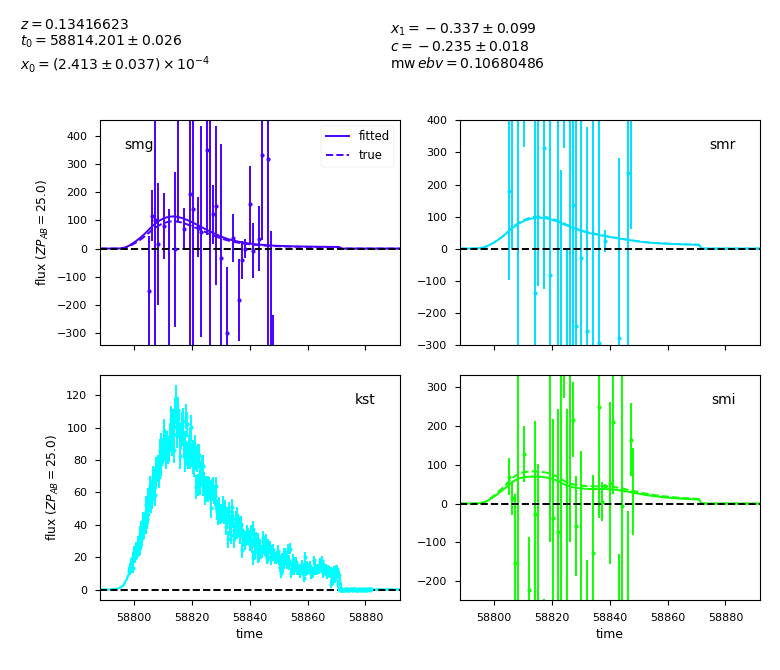 z = 0.13416623
t₀ = 58814.201 ± 0.026
x₀ = (2.413 ± 0.037) × 10⁻⁴
x₁ = −0.337 ± 0.099
c = −0.235 ± 0.018
mw ebv = 0.10680486
smg
fitted
true
400
300
200
100
0
−100
−200
−300
flux (ZP_AB = 25.0)
smr
400
300
200
100
0
−100
−200
−300
kst
120
100
80
60
40
20
0
flux (ZP_AB = 25.0)
58800 58820 58840 58860 58880
time
smi
300
200
100
0
−100
−200
58800 58820 58840 58860 58880
time